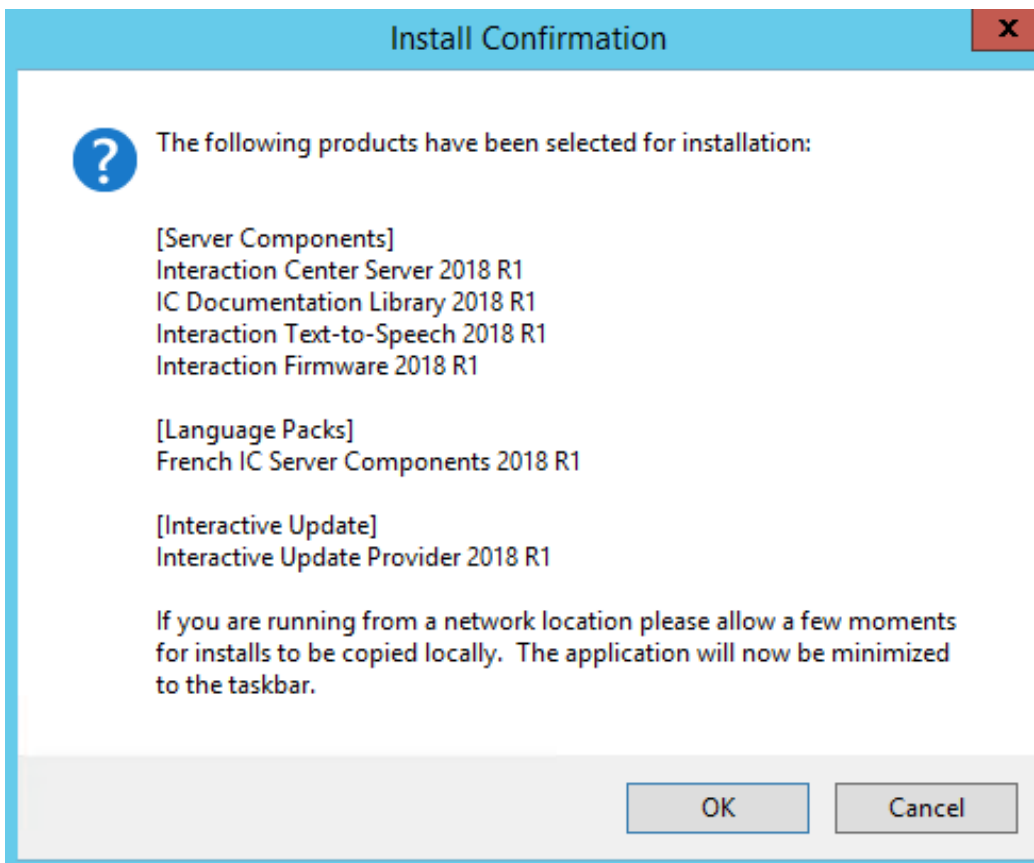 Install Confirmation
x
The following products have been selected for installation:
[Server Components]
Interaction Center Server 2018 R1
IC Documentation Library 2018 R1
Interaction Text-to-Speech 2018 R1
Interaction Firmware 2018 R1
[Language Packs]
French IC Server Components 2018 R1
[Interactive Update]
Interactive Update Provider 2018 R1
If you are running from a network location please allow a few moments
for installs to be copied locally.  The application will now be minimized
to the taskbar.
OK
Cancel